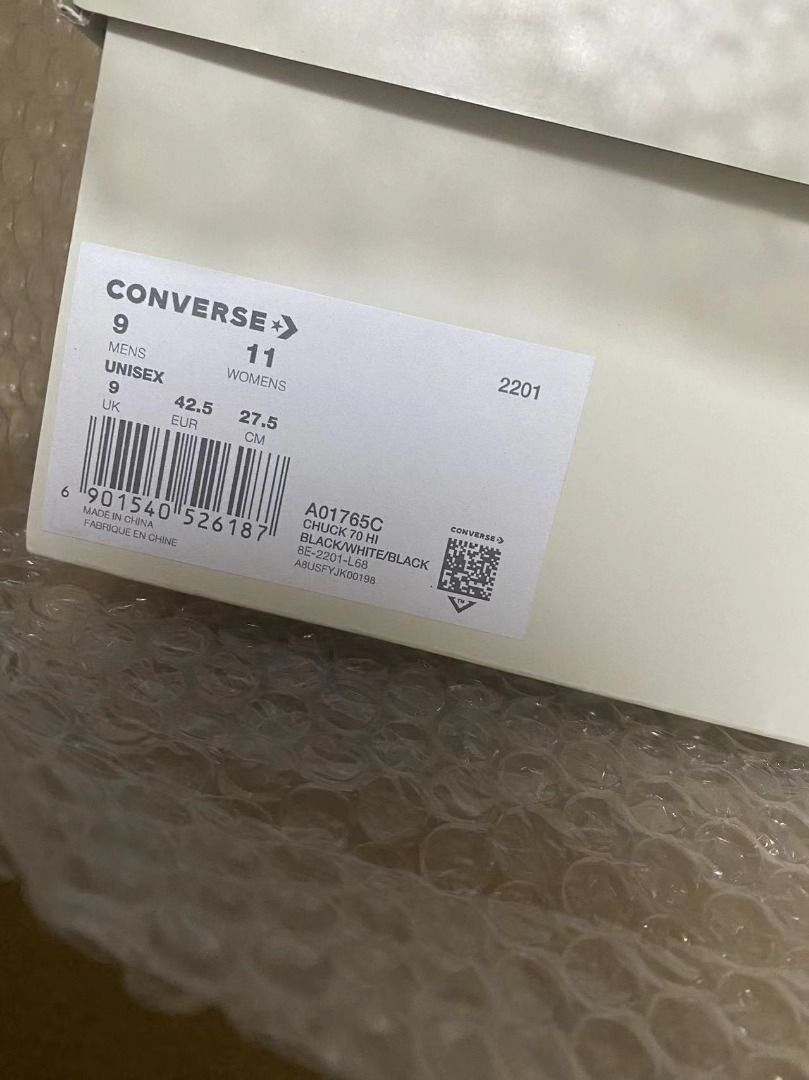 CONVERSE
9
MENS
11
WOMENS
2201
UNISEX
9
UK
42.5
EUR
27.5
CM
6 901540 526187
MADE IN CHINA
FABRIQUE EN CHINE
A01765C
CHUCK 70 HI
BLACK/WHITE/BLACK
8E-2201-L68
A8USFYJK00198
CONVERSE
TM